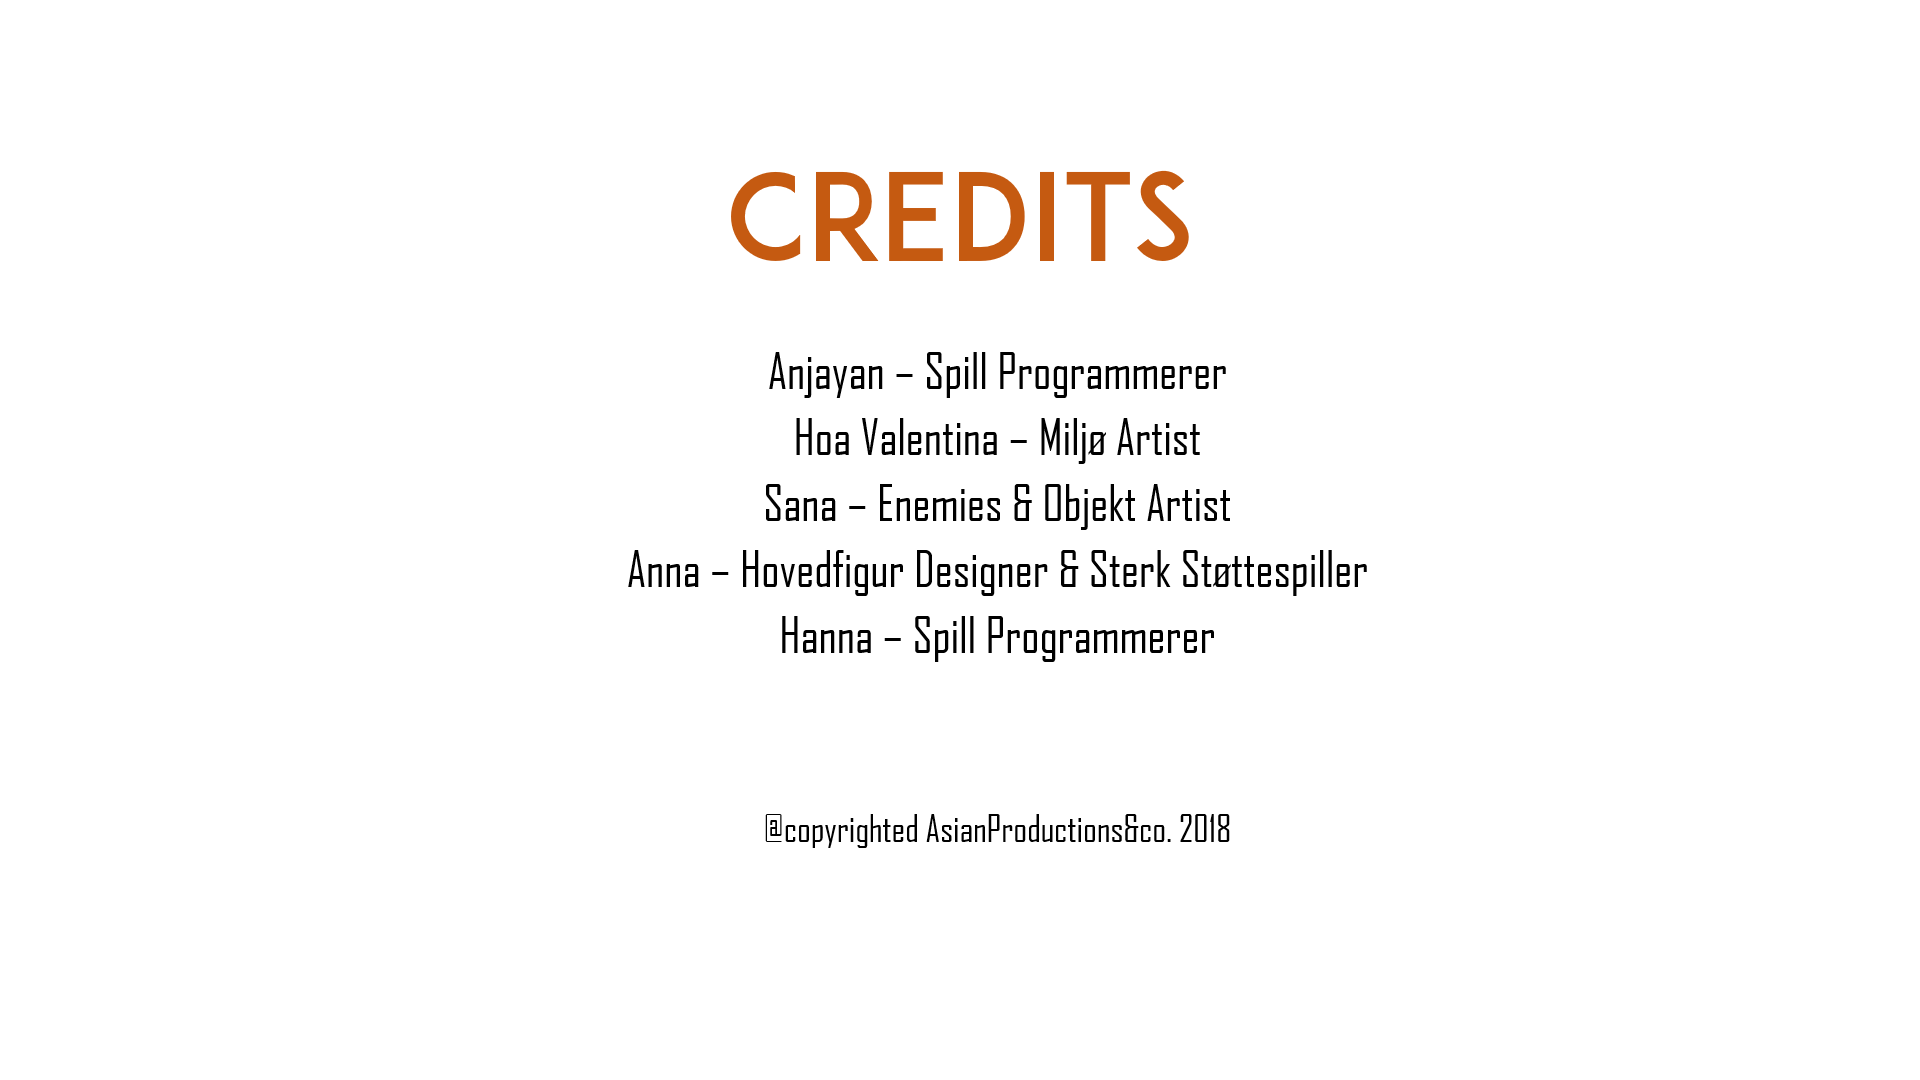 CREDITS
Anjayan – Spill Programmerer
Hoa Valentina – Miljø Artist
Sana – Enemies & Objekt Artist
Anna – Hovedfigur Designer & Sterk Støttespiller
Hanna – Spill Programmerer
@copyrighted AsianProductions&co. 2018